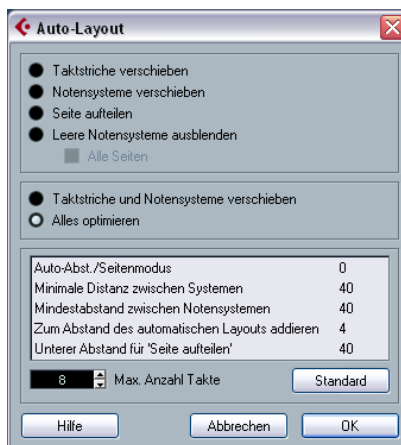 Auto-Layout
Taktstriche verschieben
Notensysteme verschieben
Seite aufteilen
Leere Notensysteme ausblenden
Alle Seiten
Taktstriche und Notensysteme verschieben
Alles optimieren
Auto-Abst./Seitenmodus 0
Minimale Distanz zwischen Systemen 40
Mindestabstand zwischen Notensystemen 40
Zum Abstand des automatischen Layouts addieren 4
Unterer Abstand für 'Seite aufteilen' 40
8 Max. Anzahl Takte Standard
Hilfe Abbrechen OK